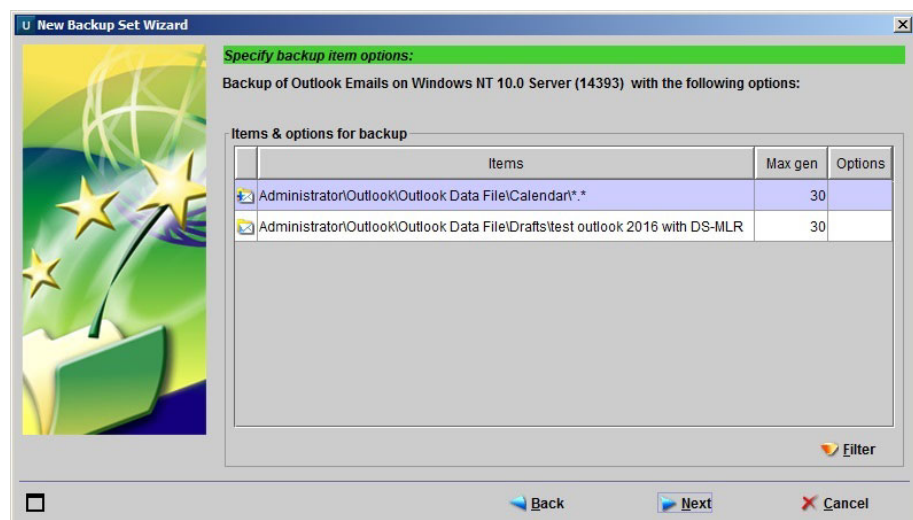 U New Backup Set Wizard
Specify backup item options:
Backup of Outlook Emails on Windows NT 10.0 Server (14393)  with the following options:
Items & options for backup
Items Max gen Options
Administrator\Outlook\Outlook Data File\Calendar\*.* 30
Administrator\Outlook\Outlook Data File\Drafts\test outlook 2016 with DS-MLR 30
Filter
Back Next Cancel